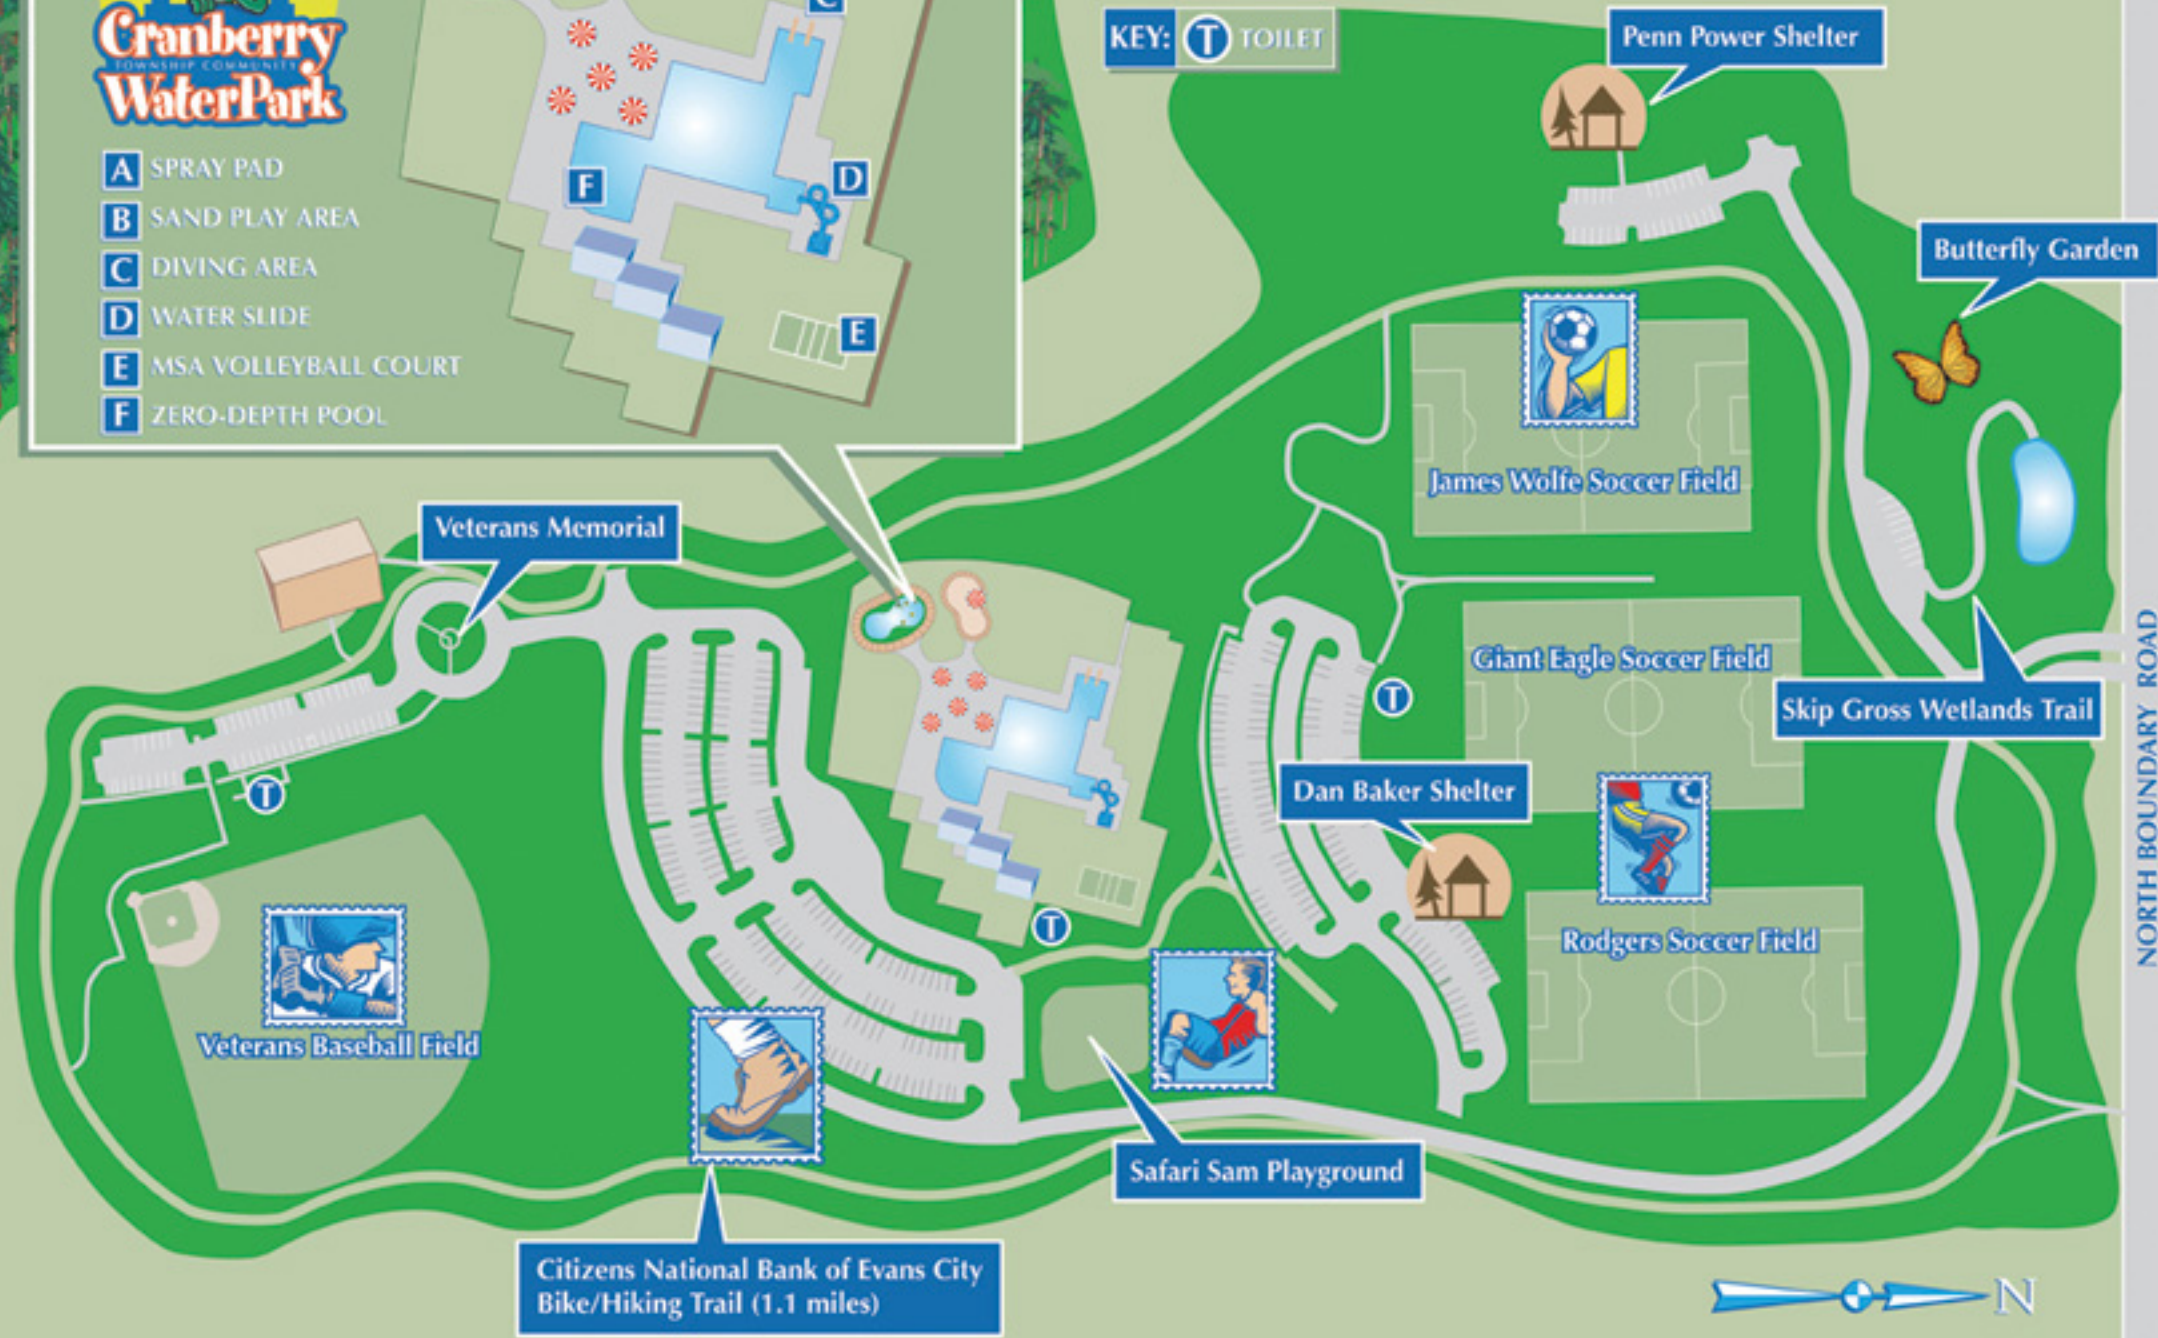 Cranberry
TOWNSHIP COMMUNITY
WaterPark
A SPRAY PAD
B SAND PLAY AREA
C DIVING AREA
D WATER SLIDE
E MSA VOLLEYBALL COURT
F ZERO-DEPTH POOL
C
D
F
E
KEY: T TOILET
Penn Power Shelter
Butterfly Garden
James Wolfe Soccer Field
Veterans Memorial
Giant Eagle Soccer Field
T
Skip Gross Wetlands Trail
NORTH BOUNDARY ROAD
T
Dan Baker Shelter
T
Rodgers Soccer Field
Veterans Baseball Field
Safari Sam Playground
Citizens National Bank of Evans City
Bike/Hiking Trail (1.1 miles)
N